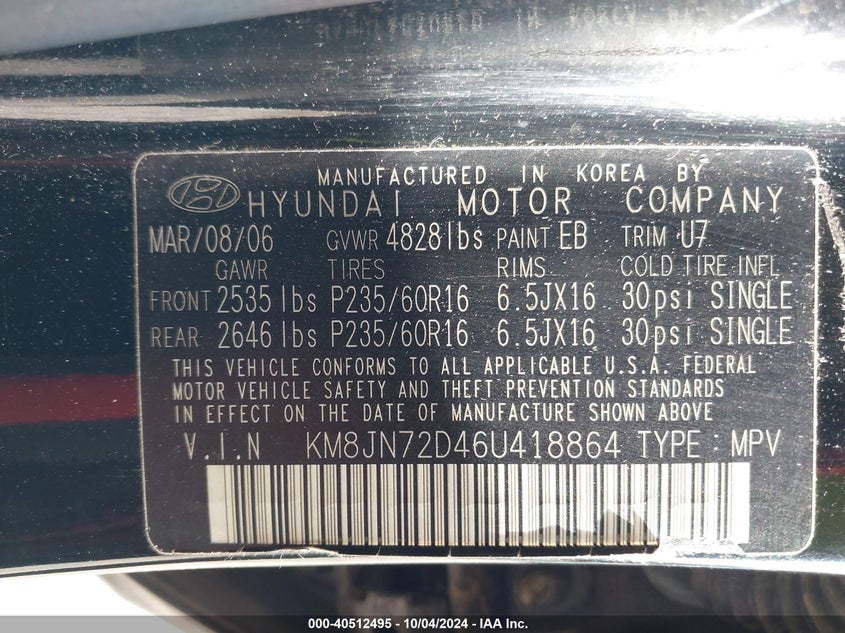 MANUFACTURED IN KOREA BY
HYUNDAI MOTOR COMPANY
MAR/08/06 GVWR 4828lbs PAINT EB TRIM U7
GAWR TIRES RIMS COLD TIRE INFL
FRONT 2535 lbs P235/60R16 6.5JX16 30psi SINGLE
REAR 2646 lbs P235/60R16 6.5JX16 30psi SINGLE
THIS VEHICLE CONFORMS TO ALL APPLICABLE U.S.A. FEDERAL
MOTOR VEHICLE SAFETY AND THEFT PREVENTION STANDARDS
IN EFFECT ON THE DATE OF MANUFACTURE SHOWN ABOVE
V.I.N KM8JN72D46U418864 TYPE : MPV
000-40512495 - 10/04/2024 - IAA Inc.